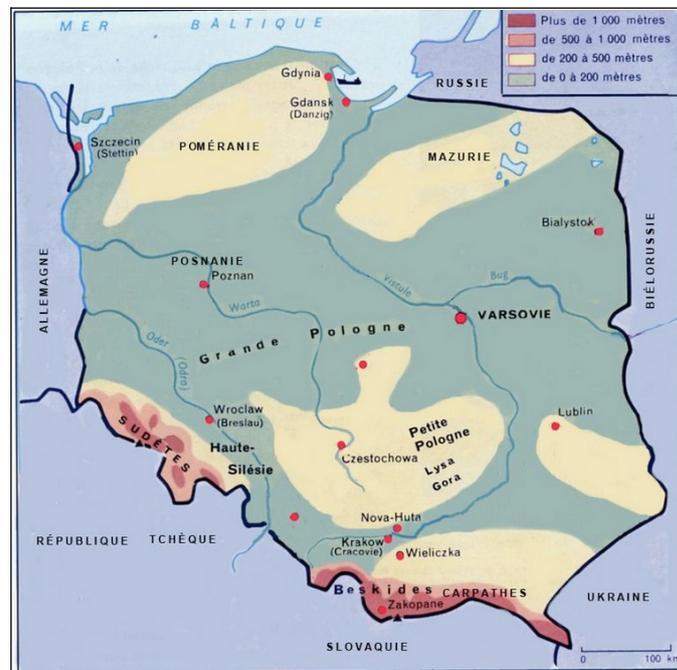 MER BALTIQUE
Plus de 1 000 mètres
de 500 à 1 000 mètres
de 200 à 500 mètres
de 0 à 200 mètres
Gdynia
RUSSIE
Gdansk
(Danzig)
Szczecin
(Stettin)
POMÉRANIE
MAZURIE
Bialystok
BIÉLORUSSIE
ALLEMAGNE
POSNANIE
Poznan
Warta
Vistule
Bug
VARSOVIE
Grande Pologne
Oder
(Odra)
Wroclaw
(Breslau)
Lublin
SUDÈTES
Haute-
Silésie
Petite
Pologne
Czestochowa
Lysa
Gora
Nova-Huta
Krakow
(Cracovie)
Wieliczka
RÉPUBLIQUE TCHÈQUE
Beskides
CARPATHES
UKRAINE
Zakopane
SLOVAQUIE
0 100 km